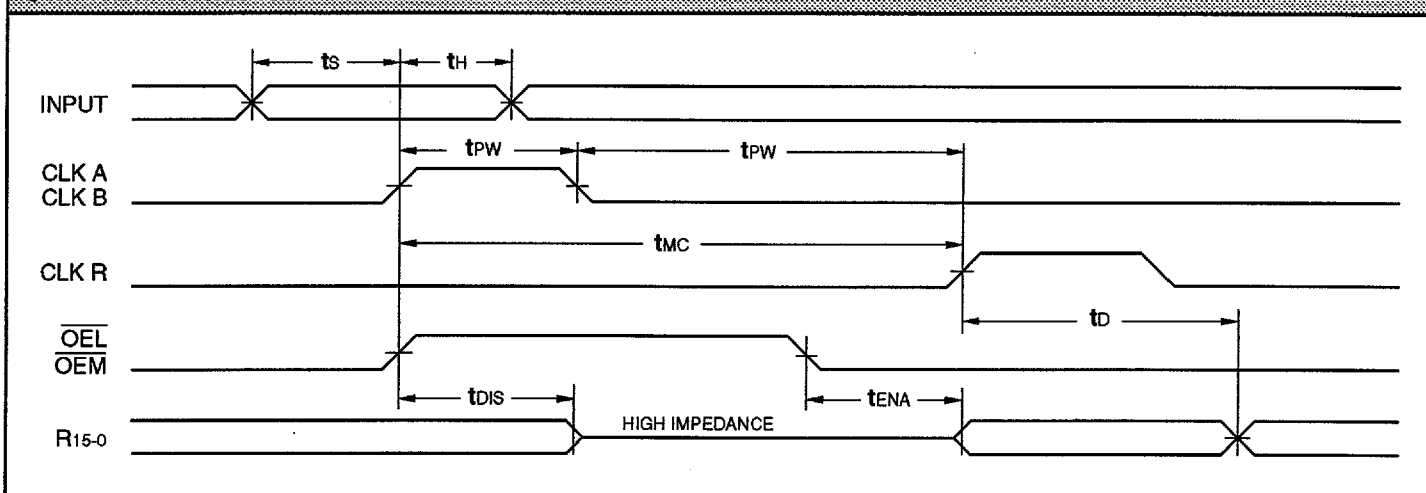 tS tH
INPUT
tPW tPW
CLK A
CLK B
tMC
CLK R
tD
OEL
OEM
tDIS tENA
HIGH IMPEDANCE
R15-0